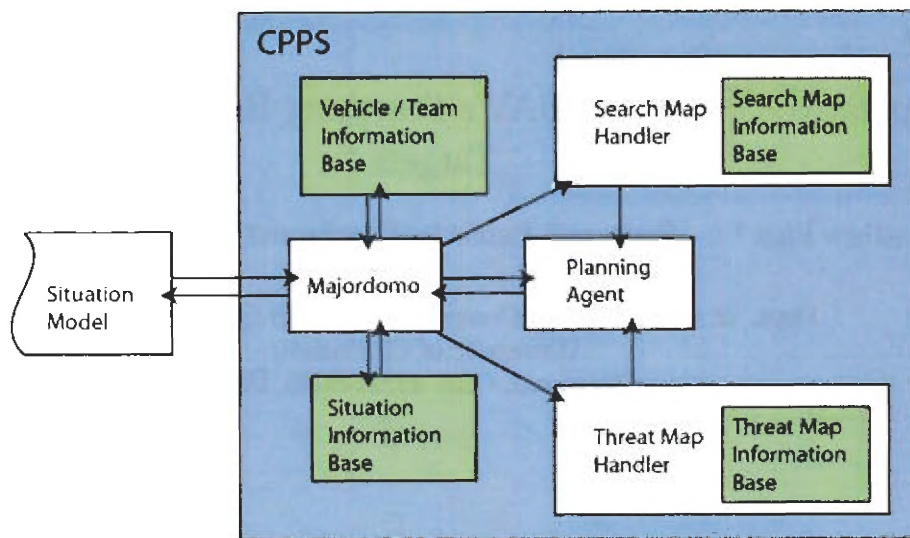 CPPS
Vehicle / Team
Information
Base
Search Map
Handler
Search Map
Information
Base
Situation
Model
Majordomo
Planning
Agent
Situation
Information
Base
Threat Map
Handler
Threat Map
Information
Base